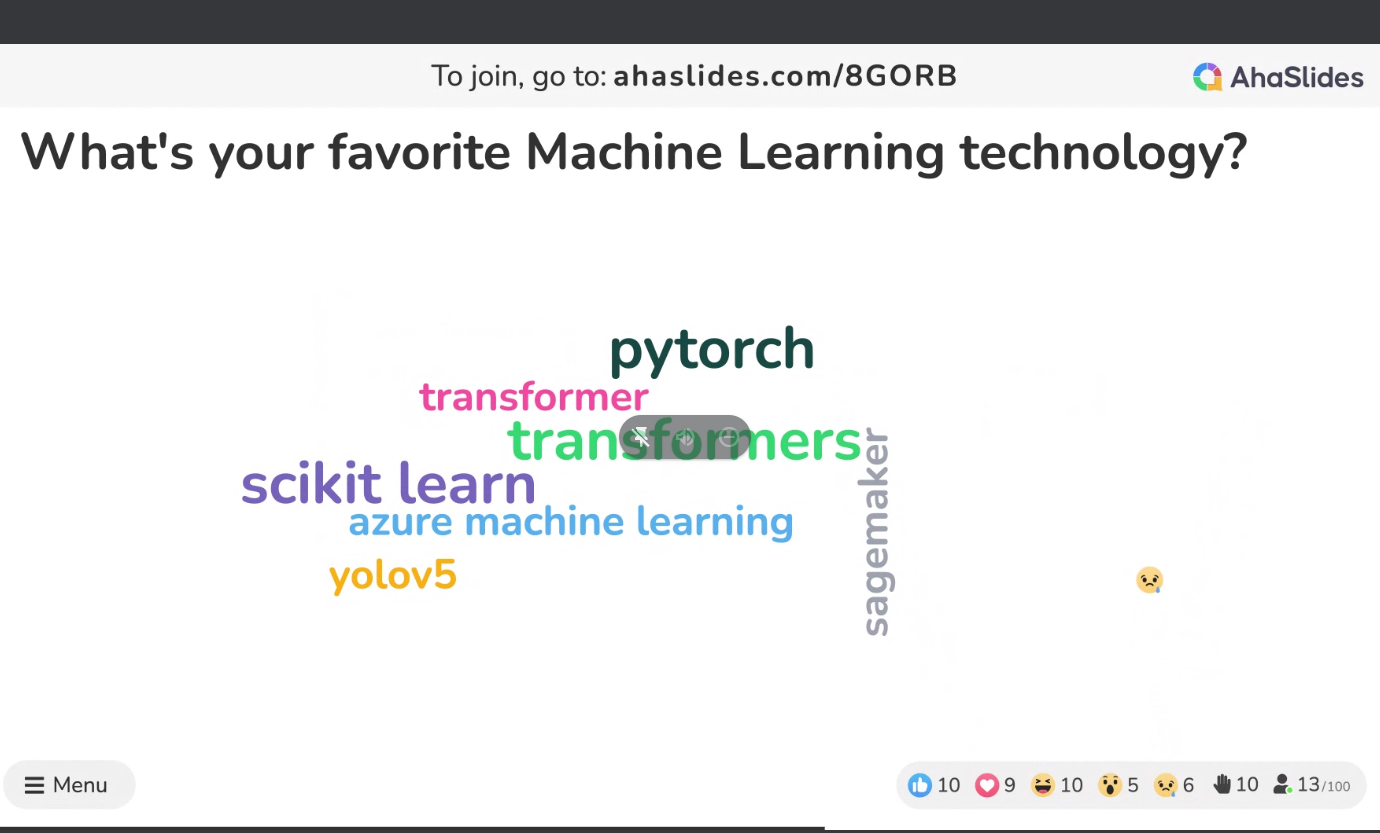 To join, go to: ahaslides.com/8GORB
AhaSlides
What's your favorite Machine Learning technology?
pytorch
transformer
transformers
scikit learn
azure machine learning
yolov5
sagemaker
Menu
10 9 10 5 6 10 13/100